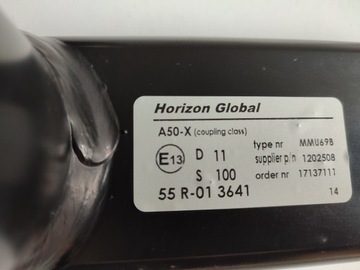 Horizon Global
A50-X (coupling class)
type nr MMU69B
E13 D 11 supplier p/n 1202508
S 100 order nr 17137111
55 R-01 3641 14